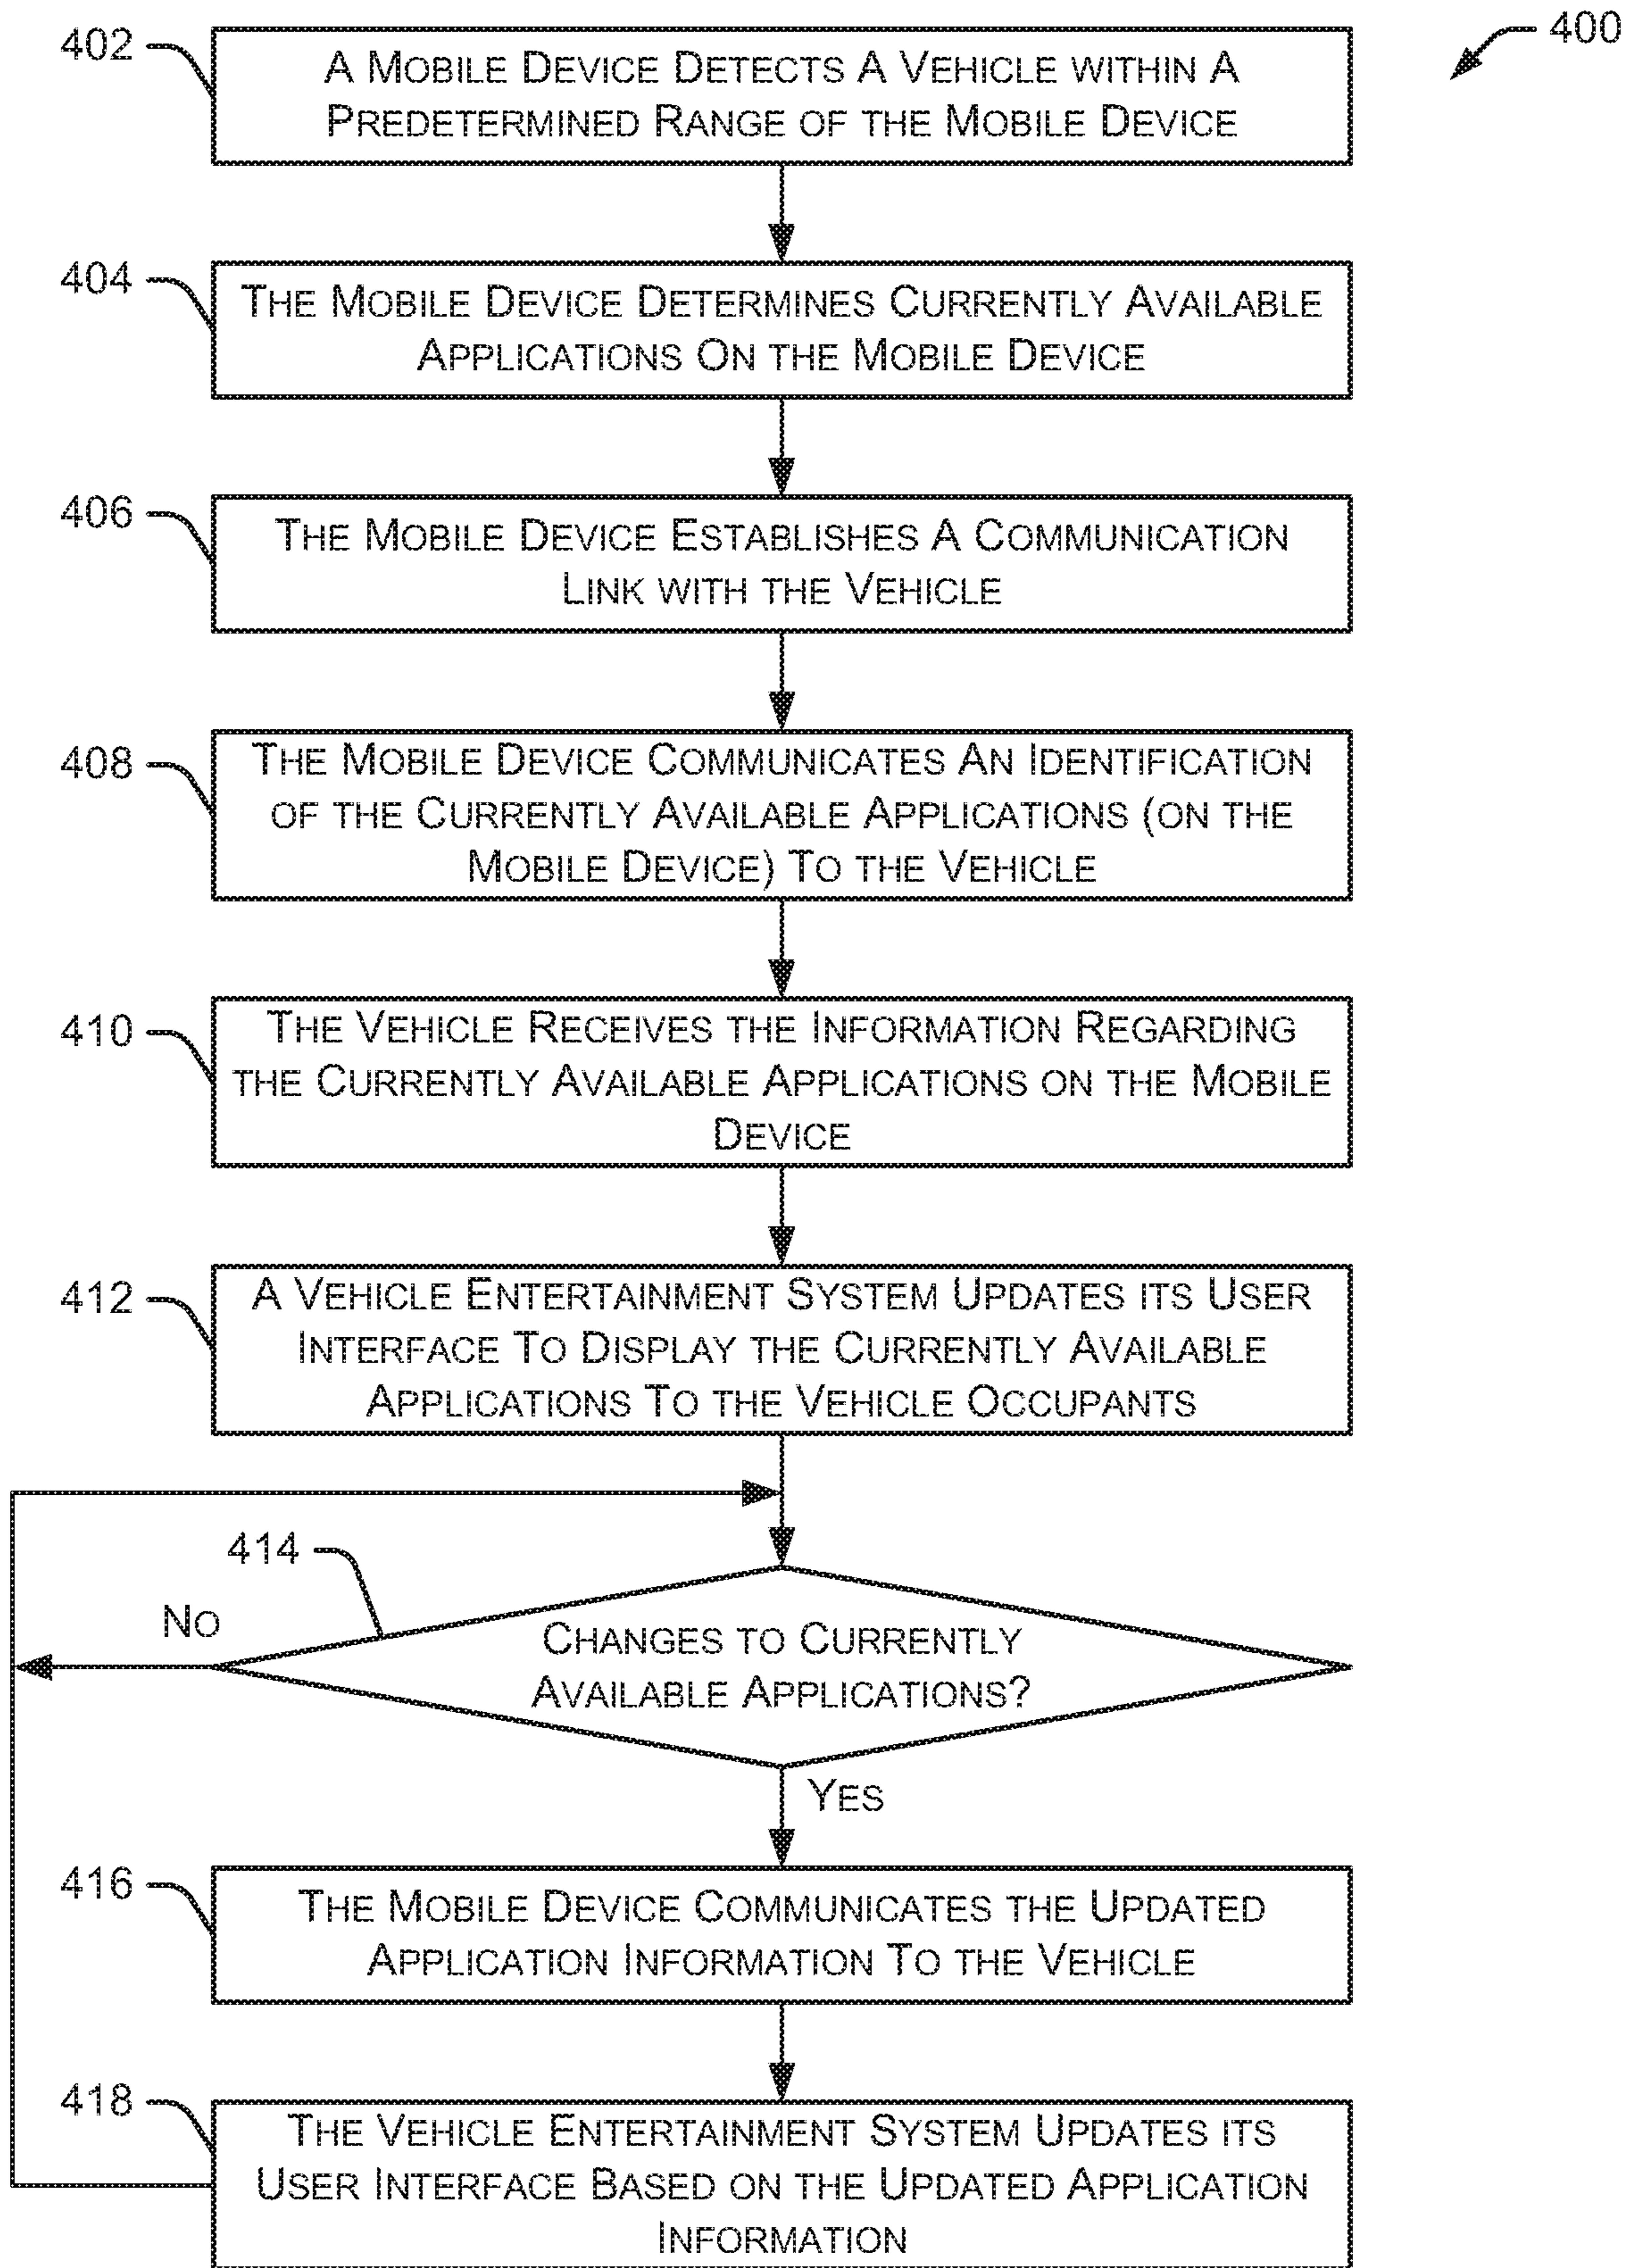 400
402
A MOBILE DEVICE DETECTS A VEHICLE WITHIN A
PREDETERMINED RANGE OF THE MOBILE DEVICE
404
THE MOBILE DEVICE DETERMINES CURRENTLY AVAILABLE
APPLICATIONS ON THE MOBILE DEVICE
406
THE MOBILE DEVICE ESTABLISHES A COMMUNICATION
LINK WITH THE VEHICLE
408
THE MOBILE DEVICE COMMUNICATES AN IDENTIFICATION
OF THE CURRENTLY AVAILABLE APPLICATIONS (ON THE
MOBILE DEVICE) TO THE VEHICLE
410
THE VEHICLE RECEIVES THE INFORMATION REGARDING
THE CURRENTLY AVAILABLE APPLICATIONS ON THE MOBILE
DEVICE
412
A VEHICLE ENTERTAINMENT SYSTEM UPDATES ITS USER
INTERFACE TO DISPLAY THE CURRENTLY AVAILABLE
APPLICATIONS TO THE VEHICLE OCCUPANTS
414
NO
CHANGES TO CURRENTLY
AVAILABLE APPLICATIONS?
YES
416
THE MOBILE DEVICE COMMUNICATES THE UPDATED
APPLICATION INFORMATION TO THE VEHICLE
418
THE VEHICLE ENTERTAINMENT SYSTEM UPDATES ITS
USER INTERFACE BASED ON THE UPDATED APPLICATION
INFORMATION